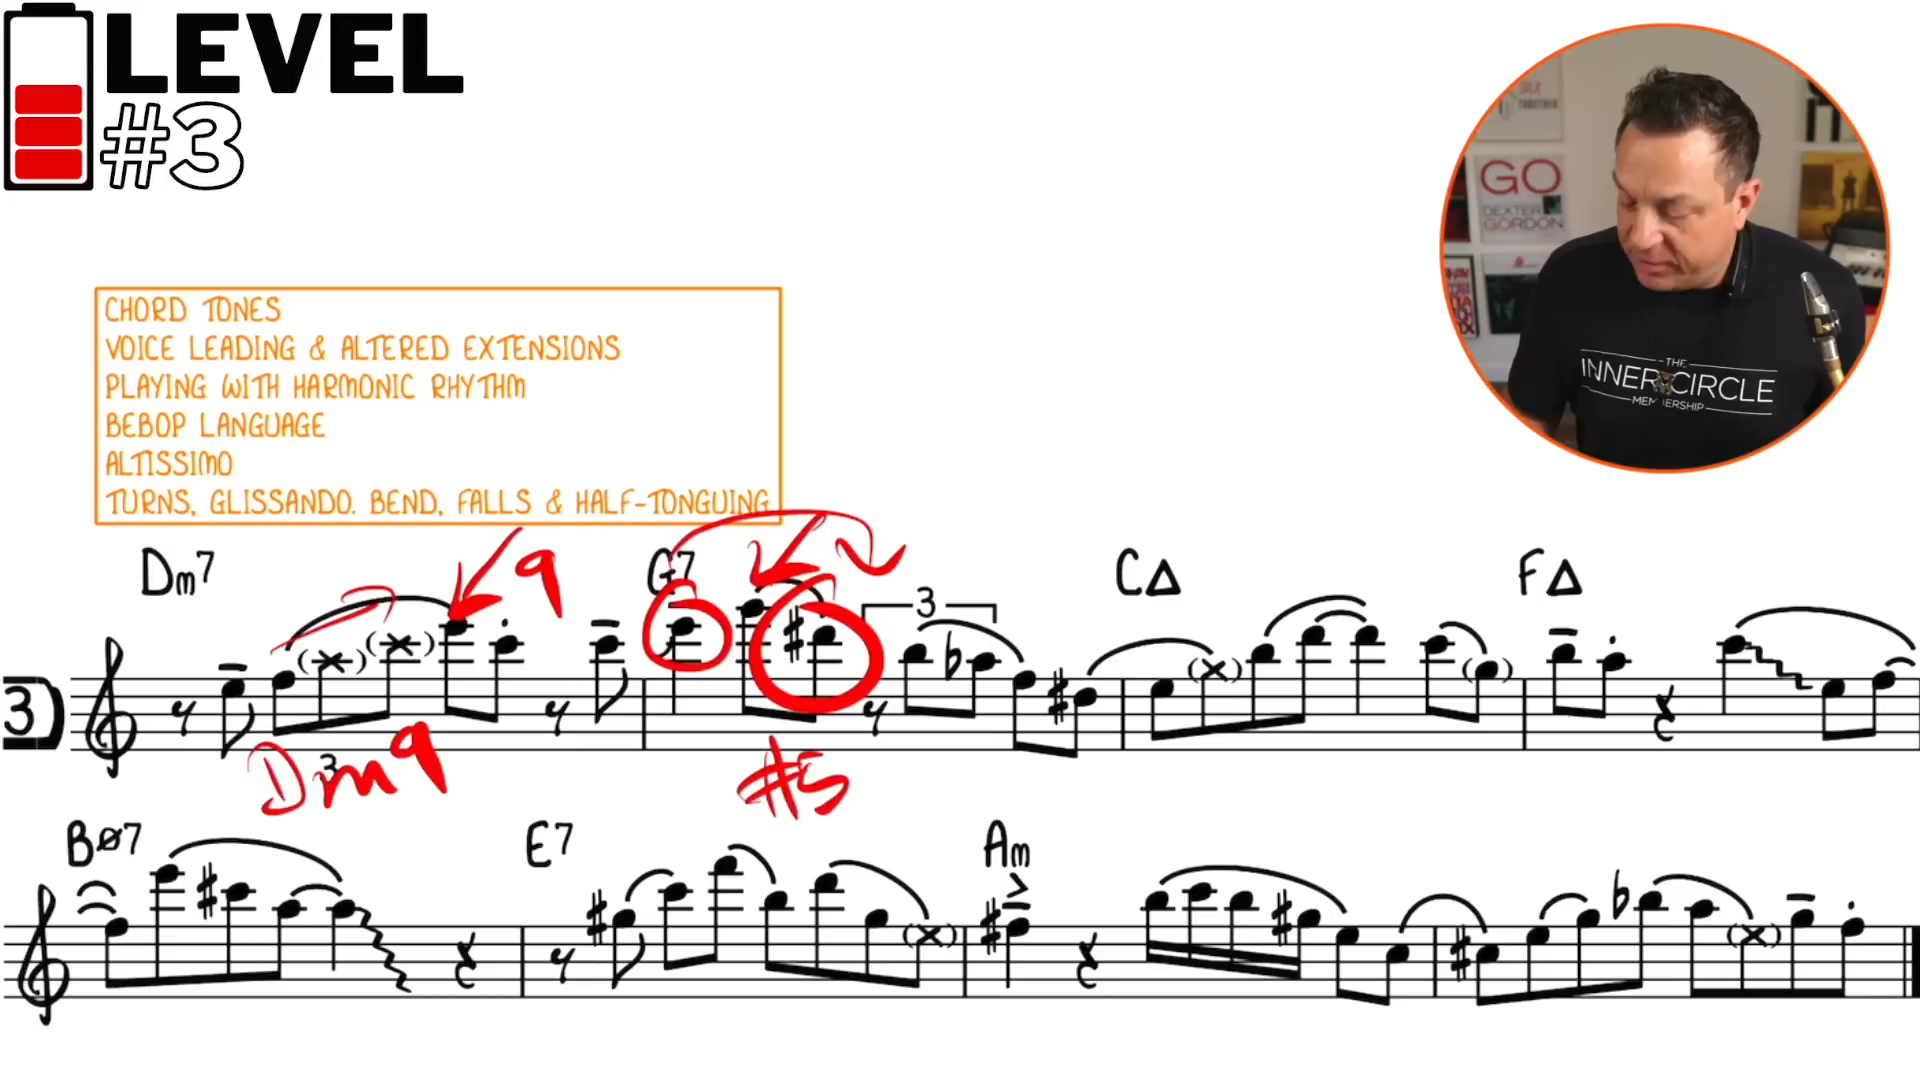 LEVEL
#3
GO
DEXTER
GORDON
THE
INNER CIRCLE
MEMBERSHIP
CHORD TONES
VOICE LEADING & ALTERED EXTENSIONS
PLAYING WITH HARMONIC RHYTHM
BEBOP LANGUAGE
ALTISSIMO
TURNS, GLISSANDO. BEND, FALLS & HALF-TONGUING
Dm7 9 G7 3 CΔ FΔ
3)
3
Dm9 #5
Bø7 E7 Am